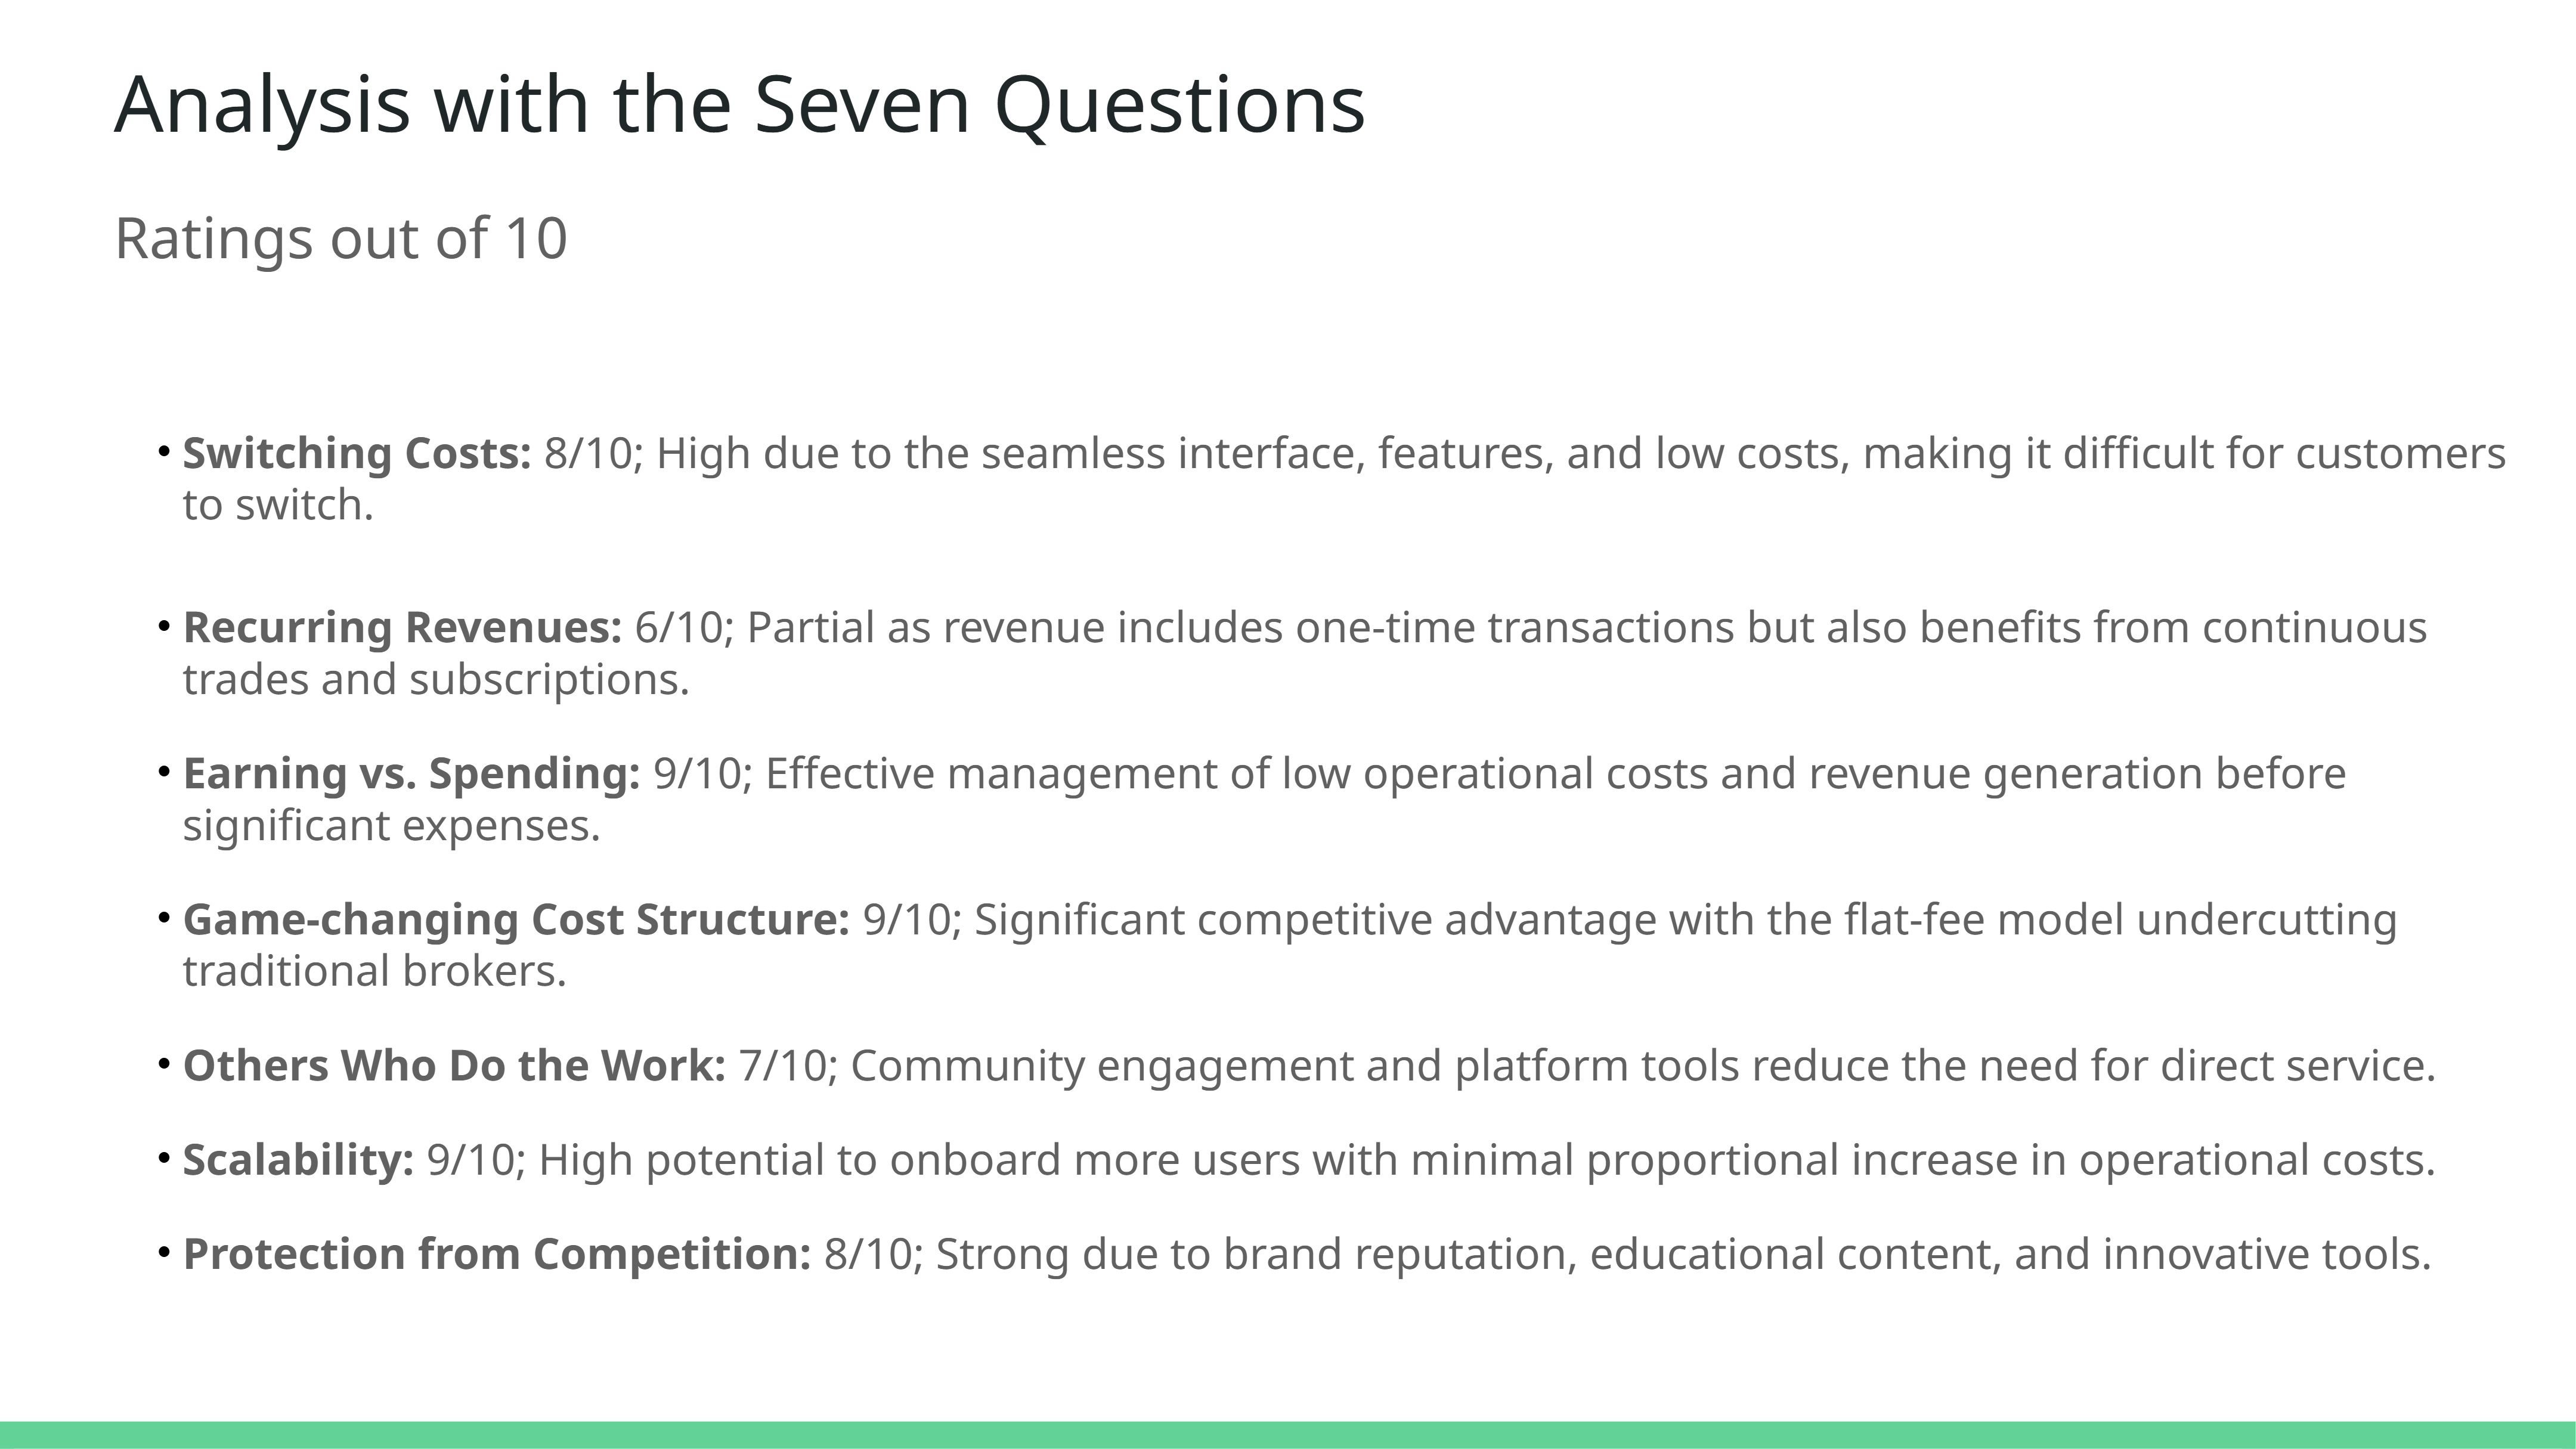 Analysis with the Seven Questions
Ratings out of 10
• Switching Costs: 8/10; High due to the seamless interface, features, and low costs, making it difficult for customers
to switch.
• Recurring Revenues: 6/10; Partial as revenue includes one-time transactions but also benefits from continuous
trades and subscriptions.
• Earning vs. Spending: 9/10; Effective management of low operational costs and revenue generation before
significant expenses.
• Game-changing Cost Structure: 9/10; Significant competitive advantage with the flat-fee model undercutting
traditional brokers.
• Others Who Do the Work: 7/10; Community engagement and platform tools reduce the need for direct service.
• Scalability: 9/10; High potential to onboard more users with minimal proportional increase in operational costs.
• Protection from Competition: 8/10; Strong due to brand reputation, educational content, and innovative tools.